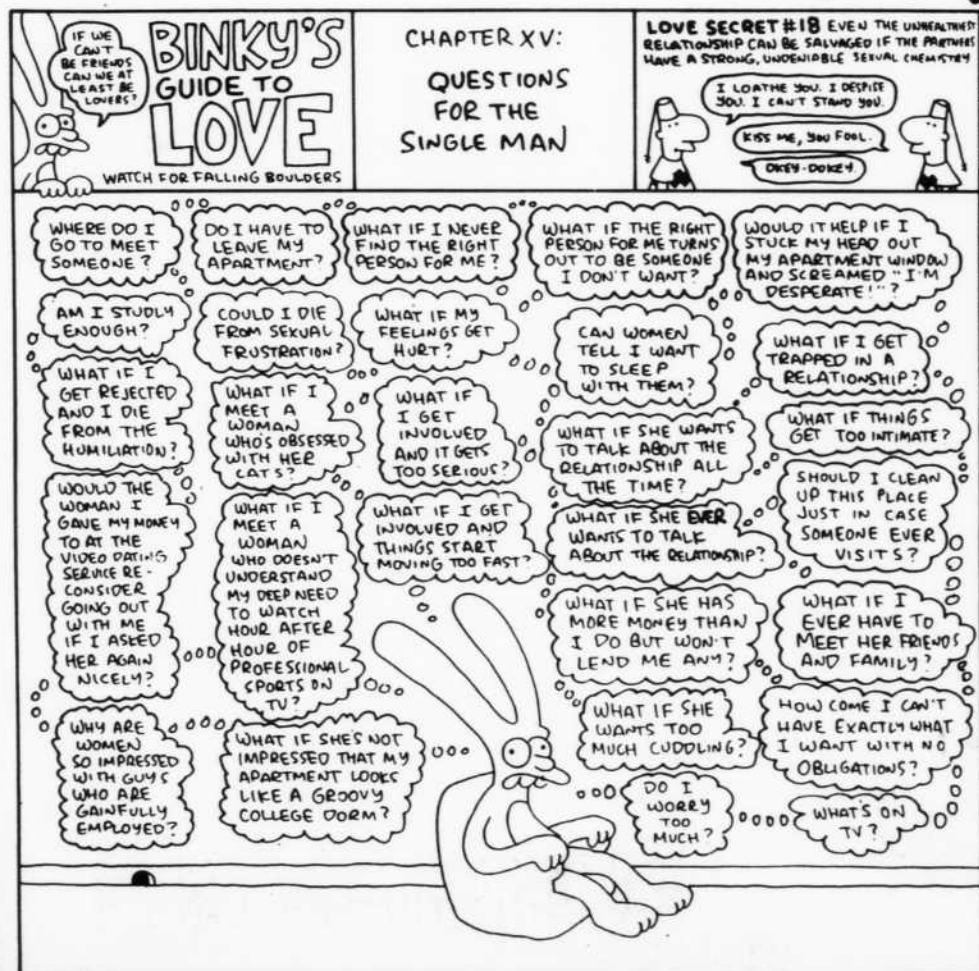 IF WE
CAN'T
BE FRIENDS
CAN WE AT
LEAST BE
LOVERS?
BINKY'S
GUIDE TO
LOVE
WATCH FOR FALLING BOULDERS
CHAPTER XV:
QUESTIONS
FOR THE
SINGLE MAN
LOVE SECRET #18 EVEN THE UNHEALTHIEST
RELATIONSHIP CAN BE SALVAGED IF THE PARTNERS
HAVE A STRONG, UNDENIABLE SEXUAL CHEMISTRY
I LOATHE YOU. I DESPISE
YOU. I CAN'T STAND YOU.
KISS ME, YOU FOOL.
OKEY-DOKEY.
WHERE DO I
GO TO MEET
SOMEONE?
DO I HAVE TO
LEAVE MY
APARTMENT?
WHAT IF I NEVER
FIND THE RIGHT
PERSON FOR ME?
WHAT IF THE RIGHT
PERSON FOR ME TURNS
OUT TO BE SOMEONE
I DON'T WANT?
WOULD IT HELP IF I
STUCK MY HEAD OUT
MY APARTMENT WINDOW
AND SCREAMED "I'M
DESPERATE!"?
AM I STUDLY
ENOUGH?
COULD I DIE
FROM SEXUAL
FRUSTRATION?
WHAT IF MY
FEELINGS GET
HURT?
CAN WOMEN
TELL I WANT
TO SLEEP
WITH THEM?
WHAT IF I GET
TRAPPED IN A
RELATIONSHIP?
WHAT IF I
GET REJECTED
AND I DIE
FROM THE
HUMILIATION?
WHAT IF I
MEET A
WOMAN
WHO'S OBSESSED
WITH HER
CATS?
WHAT IF
I GET
INVOLVED
AND IT GETS
TOO SERIOUS?
WHAT IF SHE WANTS
TO TALK ABOUT THE
RELATIONSHIP ALL
THE TIME?
WHAT IF THINGS
GET TOO INTIMATE?
WOULD THE
WOMAN I
GAVE MY MONEY
TO AT THE
VIDEO DATING
SERVICE RE-
CONSIDER
GOING OUT
WITH ME
IF I ASKED
HER AGAIN
NICELY?
WHAT IF I
MEET A
WOMAN
WHO DOESN'T
UNDERSTAND
MY DEEP NEED
TO WATCH
HOUR AFTER
HOUR OF
PROFESSIONAL
SPORTS ON
TV?
WHAT IF I GET
INVOLVED AND
THINGS START
MOVING TOO FAST?
WHAT IF SHE EVER
WANTS TO TALK
ABOUT THE RELATIONSHIP?
SHOULD I CLEAN
UP THIS PLACE
JUST IN CASE
SOMEONE EVER
VISITS?
WHAT IF SHE HAS
MORE MONEY THAN
I DO BUT WON'T
LEND ME ANY?
WHAT IF I
EVER HAVE TO
MEET HER FRIENDS
AND FAMILY?
WHY ARE
WOMEN
SO IMPRESSED
WITH GUYS
WHO ARE
GAINFULLY
EMPLOYED?
WHAT IF SHE'S NOT
IMPRESSED THAT MY
APARTMENT LOOKS
LIKE A GROOVY
COLLEGE DORM?
WHAT IF SHE
WANTS TOO
MUCH CUDDLING?
HOW COME I CAN'T
HAVE EXACTLY WHAT
I WANT WITH NO
OBLIGATIONS?
DO I
WORRY
TOO
MUCH?
WHAT'S ON
TV?